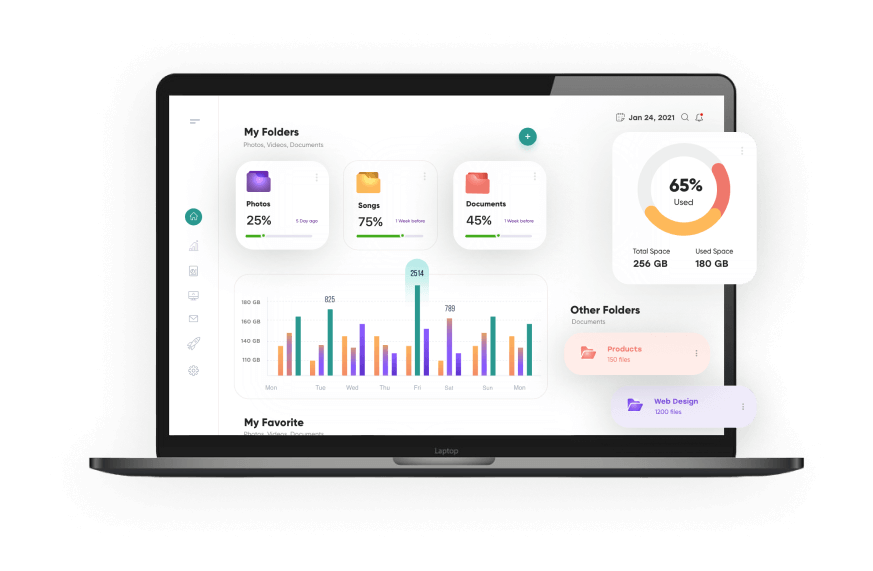 Jan 24, 2021
My Folders
Photos, Videos, Documents
+
Photos
25%
5 Day ago
Songs
75%
1 Week before
Documents
45%
1 Week before
65%
Used
Total Space
256 GB
Used Space
180 GB
2514
825
789
180 GB
160 GB
140 GB
110 GB
Mon Tue Wed Thu Fri Sat Sun Mon
Other Folders
Documents
Products
150 files
Web Design
1200 files
My Favorite
Photos, Videos, Documents
Laptop